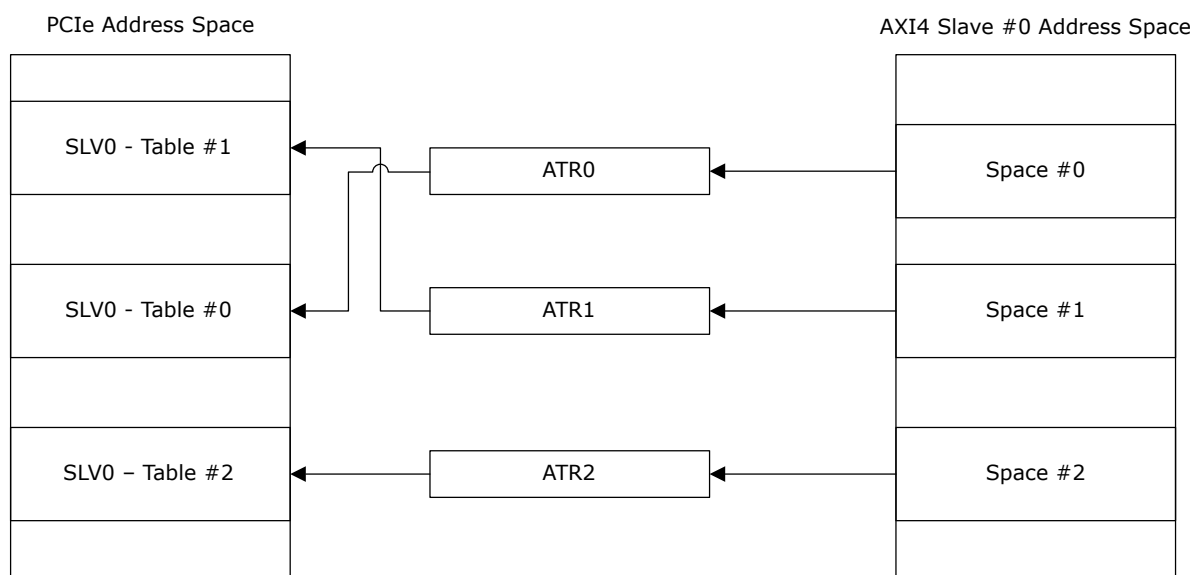 PCIe Address Space
AXI4 Slave #0 Address Space
SLV0 - Table #1
ATR0
Space #0
SLV0 - Table #0
ATR1
Space #1
SLV0 – Table #2
ATR2
Space #2